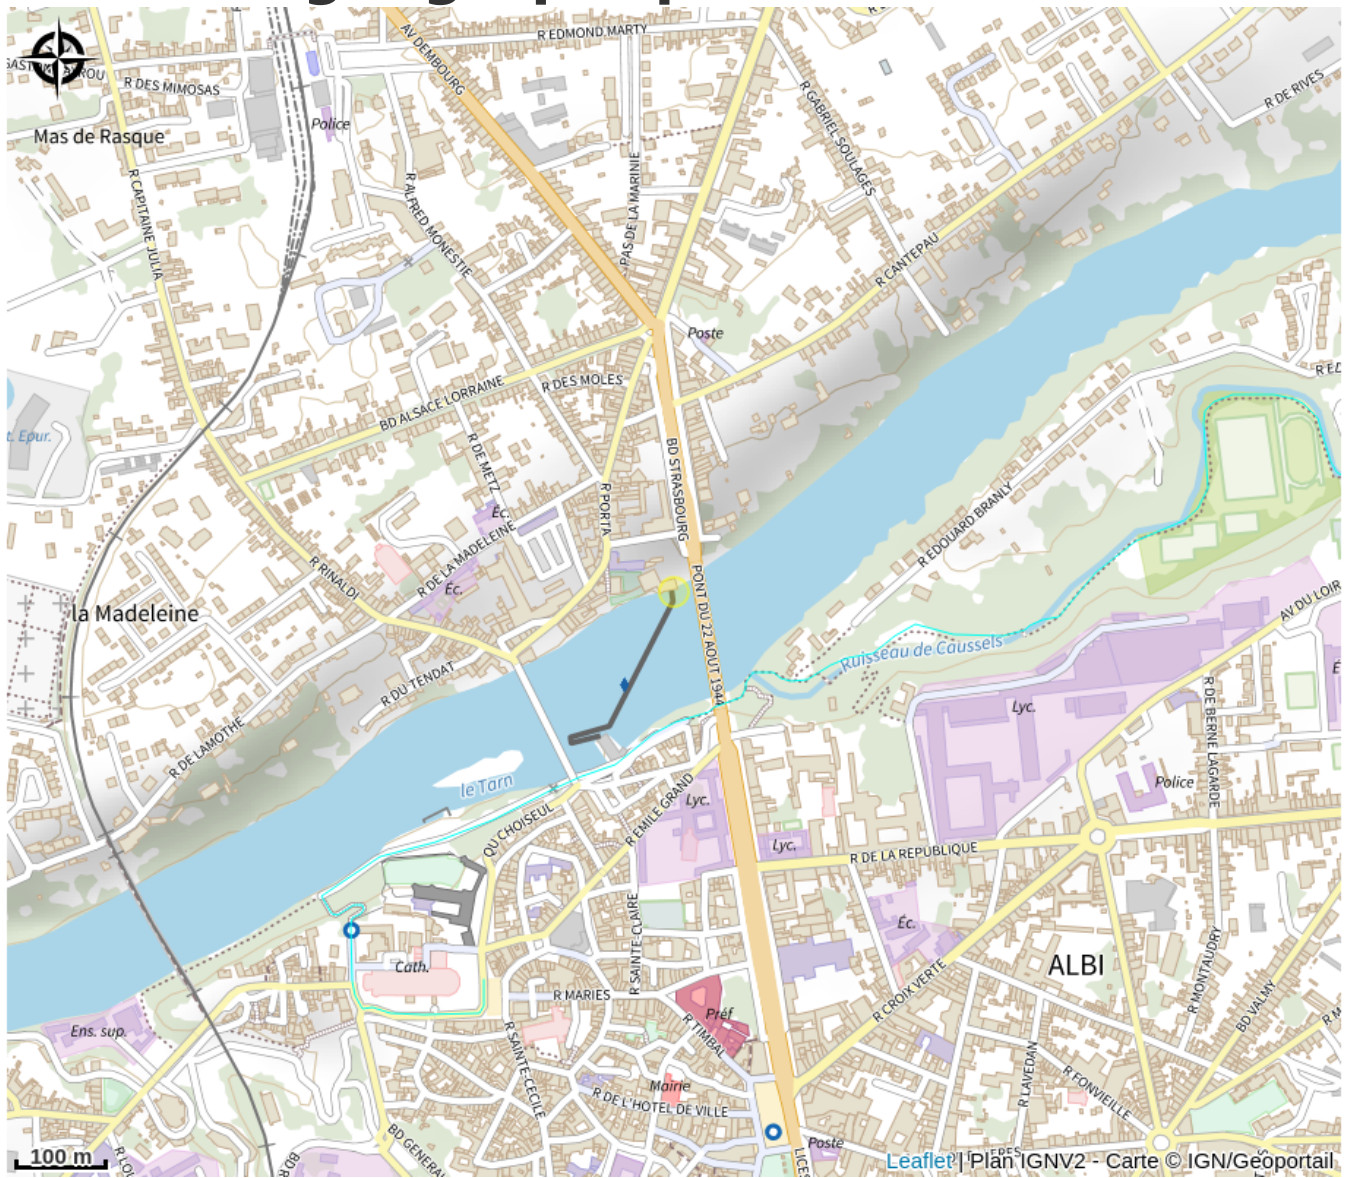 R EDMOND MARTY
AV DEMBOURG
R DES MIMOSAS
Police
Mas de Rasque
R CAPITAINE JULIA
R ALFRED MONESTIE
PAS DE LA MARINIE
R GABRIEL SOULAGES
R DE RIVES
R CANTEPAU
Poste
R DES MOLES
BD ALSACE LORRAINE
t. Epur.
R DE METZ
R PORTA
BD STRASBOURG
Éc.
R DE LA MADELEINE
Éc.
R RINALDI
la Madeleine
R EDOUARD BRANLY
PONT DU 22 AOUT 1944
AV DU LOIR
Ruisseau de Caussels
R DU TENDAT
R DE LAMOTHE
Lyc.
R DE BERNE LAGARDE
Police
le Tarn
QU CHOISEUL
R EMILE GRAND
Lyc.
Lyc.
R DE LA REPUBLIQUE
R SAINTE-CLAIRE
Éc.
Cath.
ALBI
R MARIES
R CROIX VERTE
R MONTAUDRY
BD VALMY
Préf
R TIMBAL
Ens. sup.
R SAINTE-CECILE
Mairie
R DE L'HOTEL DE VILLE
R LAVEDAN
R FONVIEILLE
BD GENERAL
Poste
LICES
100 m
Leaflet | Plan IGNV2 - Carte © IGN/Geoportail